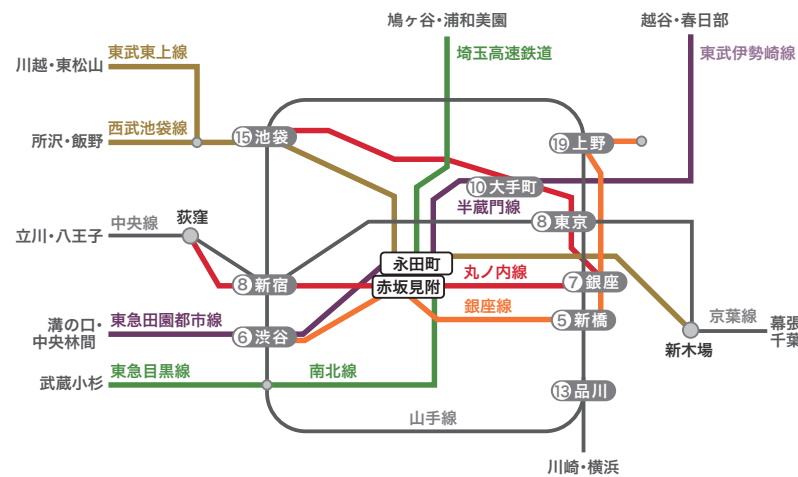 鳩ヶ谷・浦和美園
越谷・春日部
東武東上線
埼玉高速鉄道
東武伊勢崎線
川越・東松山
西武池袋線
所沢・飯野
⑮池袋
⑲上野
⑩大手町
半蔵門線
荻窪
中央線
⑧東京
立川・八王子
永田町
丸ノ内線
⑧新宿
赤坂見附
⑦銀座
銀座線
京葉線
溝の口・
中央林間
東急田園都市線
⑤新橋
幕張
千葉
⑥渋谷
新木場
東急目黒線
南北線
武蔵小杉
⑬品川
山手線
川崎・横浜